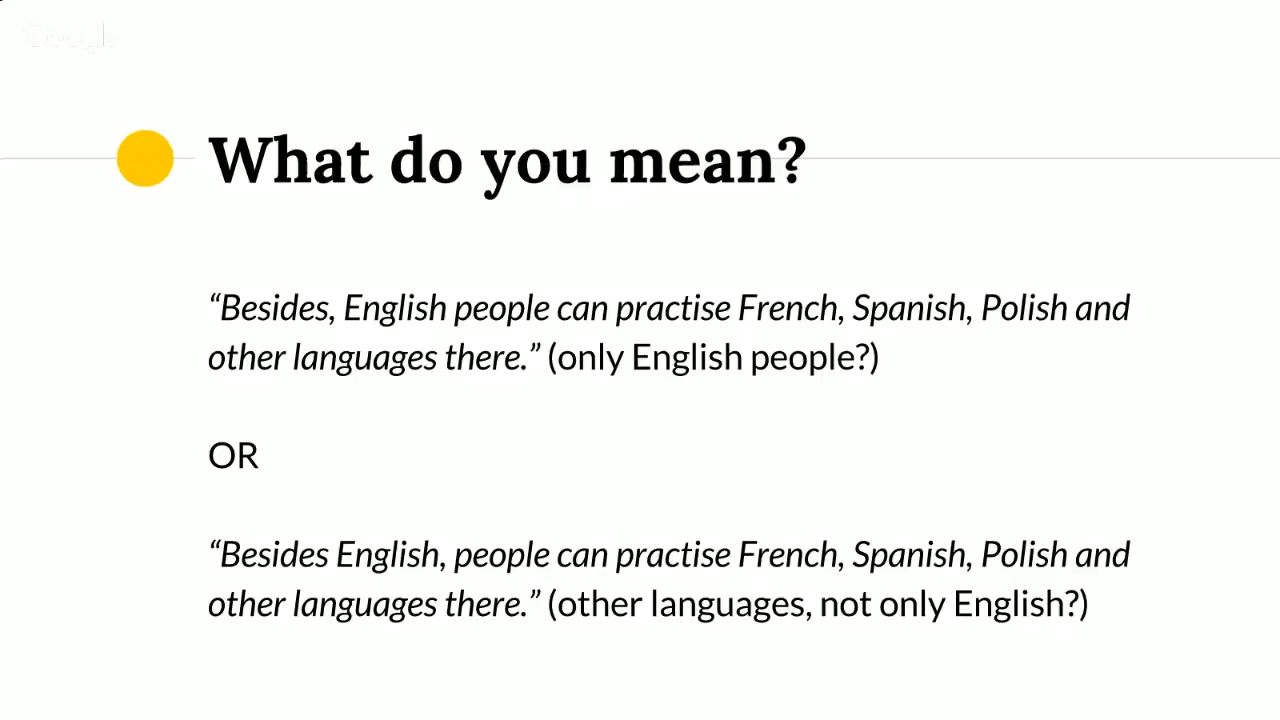 Google
What do you mean?
“Besides, English people can practise French, Spanish, Polish and
other languages there.” (only English people?)
OR
“Besides English, people can practise French, Spanish, Polish and
other languages there.” (other languages, not only English?)